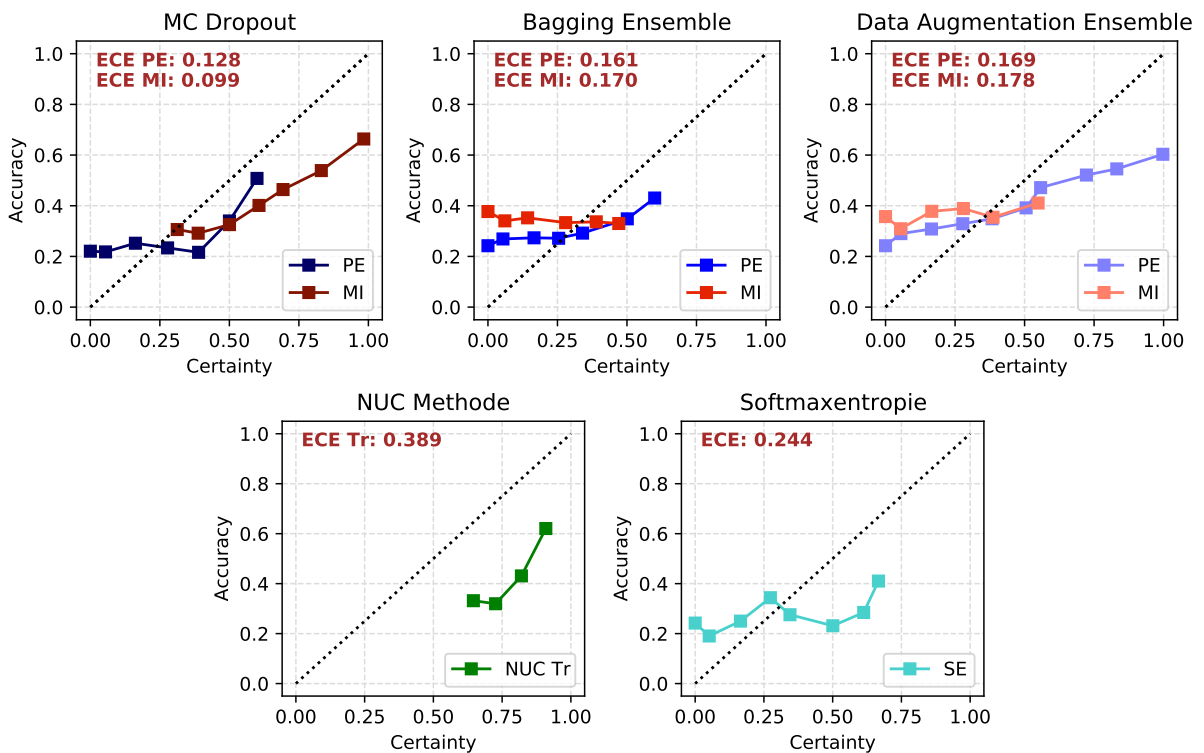 MC Dropout
ECE PE: 0.128
ECE MI: 0.099
1.0
0.8
0.6
0.4
0.2
0.0
Accuracy
PE
MI
0.00 0.25 0.50 0.75 1.00
Certainty
Bagging Ensemble
ECE PE: 0.161
ECE MI: 0.170
1.0
0.8
0.6
0.4
0.2
0.0
Accuracy
PE
MI
0.00 0.25 0.50 0.75 1.00
Certainty
Data Augmentation Ensemble
ECE PE: 0.169
ECE MI: 0.178
1.0
0.8
0.6
0.4
0.2
0.0
Accuracy
PE
MI
0.00 0.25 0.50 0.75 1.00
Certainty
NUC Methode
ECE Tr: 0.389
1.0
0.8
0.6
0.4
0.2
0.0
Accuracy
NUC Tr
0.00 0.25 0.50 0.75 1.00
Certainty
Softmaxentropie
ECE: 0.244
1.0
0.8
0.6
0.4
0.2
0.0
Accuracy
SE
0.00 0.25 0.50 0.75 1.00
Certainty